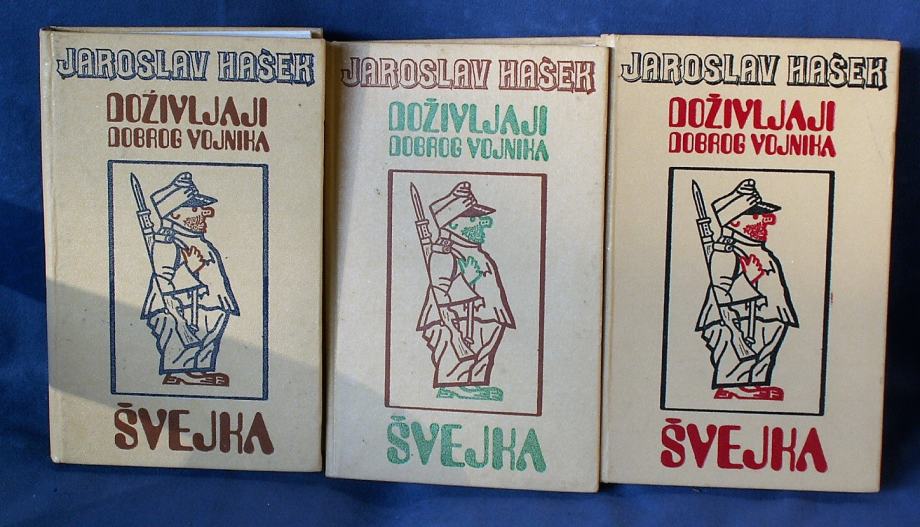 JAROSLAV HAŠEK
DOŽIVLJAJI
DOBROG VOJNIKA
ŠVEJKA
JAROSLAV HAŠEK
DOŽIVLJAJI
DOBROG VOJNIKA
ŠVEJKA
JAROSLAV HAŠEK
DOŽIVLJAJI
DOBROG VOJNIKA
ŠVEJKA